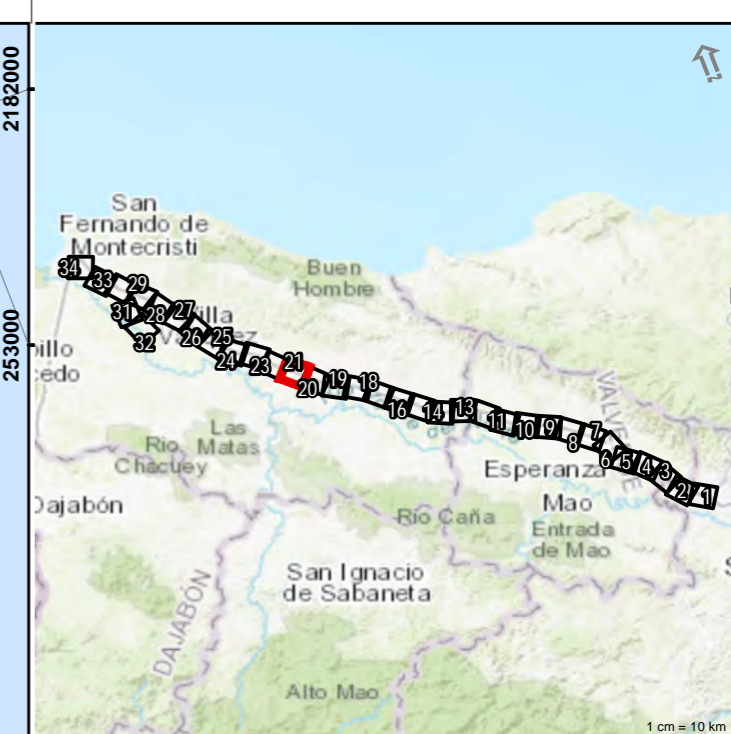 2182000
San
Fernando de
Montecristi
34
33
29
Buen
Hombre
31
28
27
32
26
25
253000
24
23
21
20
19
18
16
14
13
11
10
9
8
7
6
5
4
3
2
1
Las
Matas
Rio
Chacuey
Dajabón
Esperanza
Mao
Rio Caña
Entrada
de Mao
San Ignacio
de Sabaneta
DAJABÓN
Alto Mao
1 cm = 10 km